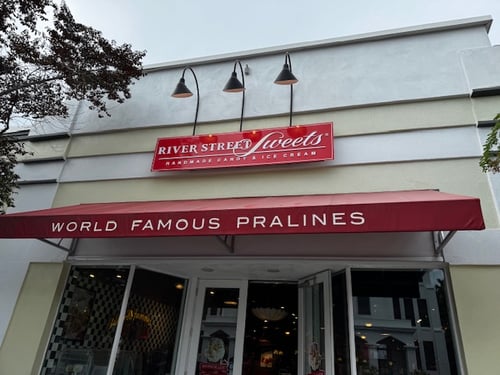 RIVER STREET Sweets®
HANDMADE CANDY & ICE CREAM
WORLD FAMOUS PRALINES